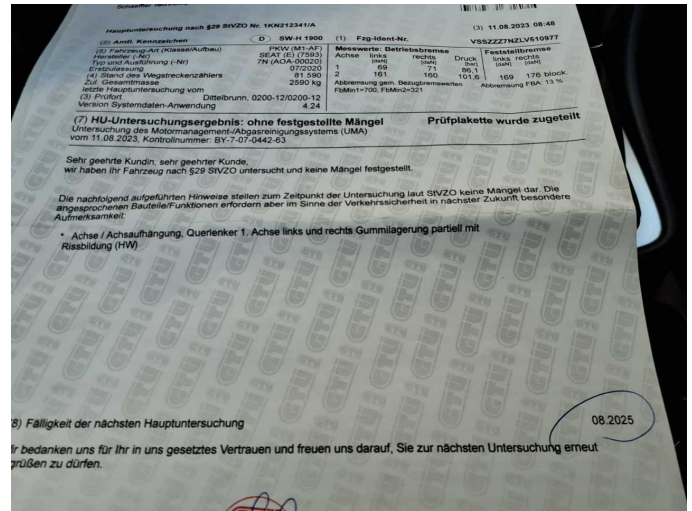 Hauptuntersuchung nach §29 StVZO Nr. 1KN212341/A
(3) 11.08.2023 08:48
(2) Amtl. Kennzeichen D SW-H 1900 (1) Fzg-Ident-Nr. VSSZZZ7NZLV510977
(5) Fahrzeug-Art (Klasse/Aufbau) PKW (M1-AF)
Hersteller (-Nr) SEAT (E) (7593)
Typ und Ausführung (-Nr) 7N (AOA-00020)
Erstzulassung 07/2020
(4) Stand des Wegstreckenzählers 81.590
Zul. Gesamtmasse 2590 kg
letzte Hauptuntersuchung vom
(3) Prüfort Dittelbrunn, 0200-12/0200-12
Version Systemdaten-Anwendung 4.24
Messwerte: Betriebsbremse Feststellbremse
Achse links rechts Druck links rechts
[daN] [daN] [bar] [daN] [daN]
1 69 71 86,1
2 161 160 101,6 169 176 block.
Abbremsung gem. Bezugbremswerten Abbremsung FBA: 13 %
FbMin1=700, FbMin2=321
(7) HU-Untersuchungsergebnis: ohne festgestellte Mängel Prüfplakette wurde zugeteilt
Untersuchung des Motormanagement-/Abgasreinigungssystems (UMA)
vom 11.08.2023, Kontrollnummer: BY-7-07-0442-63
Sehr geehrte Kundin, sehr geehrter Kunde,
wir haben Ihr Fahrzeug nach §29 StVZO untersucht und keine Mängel festgestellt.
Die nachfolgend aufgeführten Hinweise stellen zum Zeitpunkt der Untersuchung laut StVZO keine Mängel dar. Die
angesprochenen Bauteile/Funktionen erfordern aber im Sinne der Verkehrssicherheit in nächster Zukunft besondere
Aufmerksamkeit:
* Achse / Achsaufhängung, Querlenker 1. Achse links und rechts Gummilagerung partiell mit
Rissbildung (HW)
8) Fälligkeit der nächsten Hauptuntersuchung 08.2025
ir bedanken uns für Ihr in uns gesetztes Vertrauen und freuen uns darauf, Sie zur nächsten Untersuchung erneut
grüßen zu dürfen.